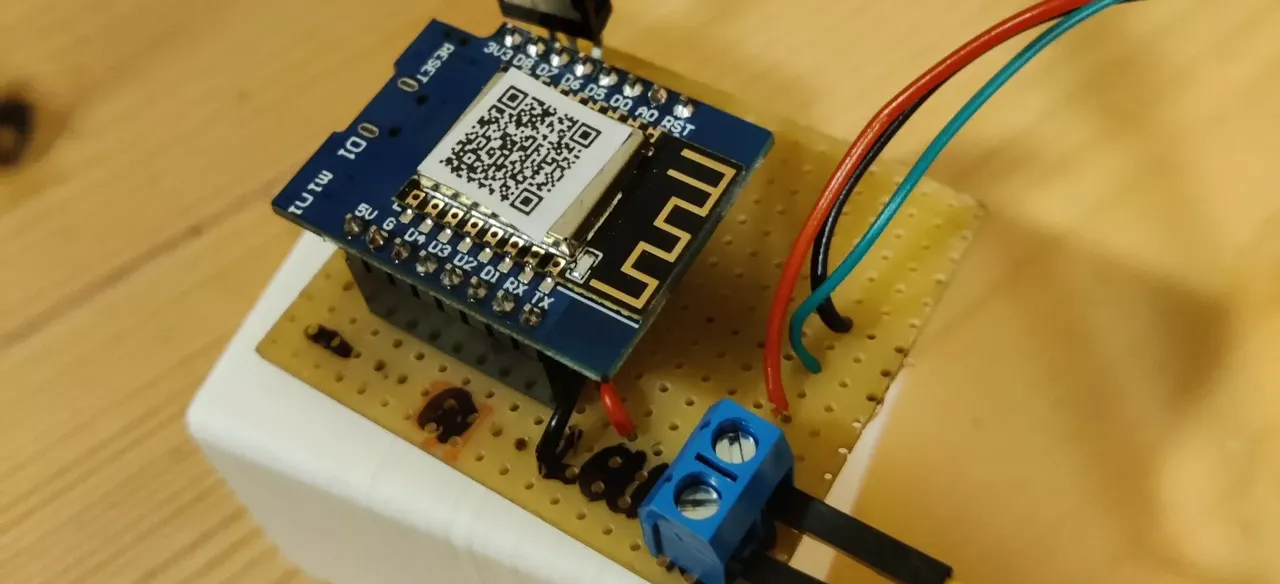 RESET
3V3 D8 D7 D6 D5 D0 A0 RST
D1 mini
5V G D4 D3 D2 D1 RX TX